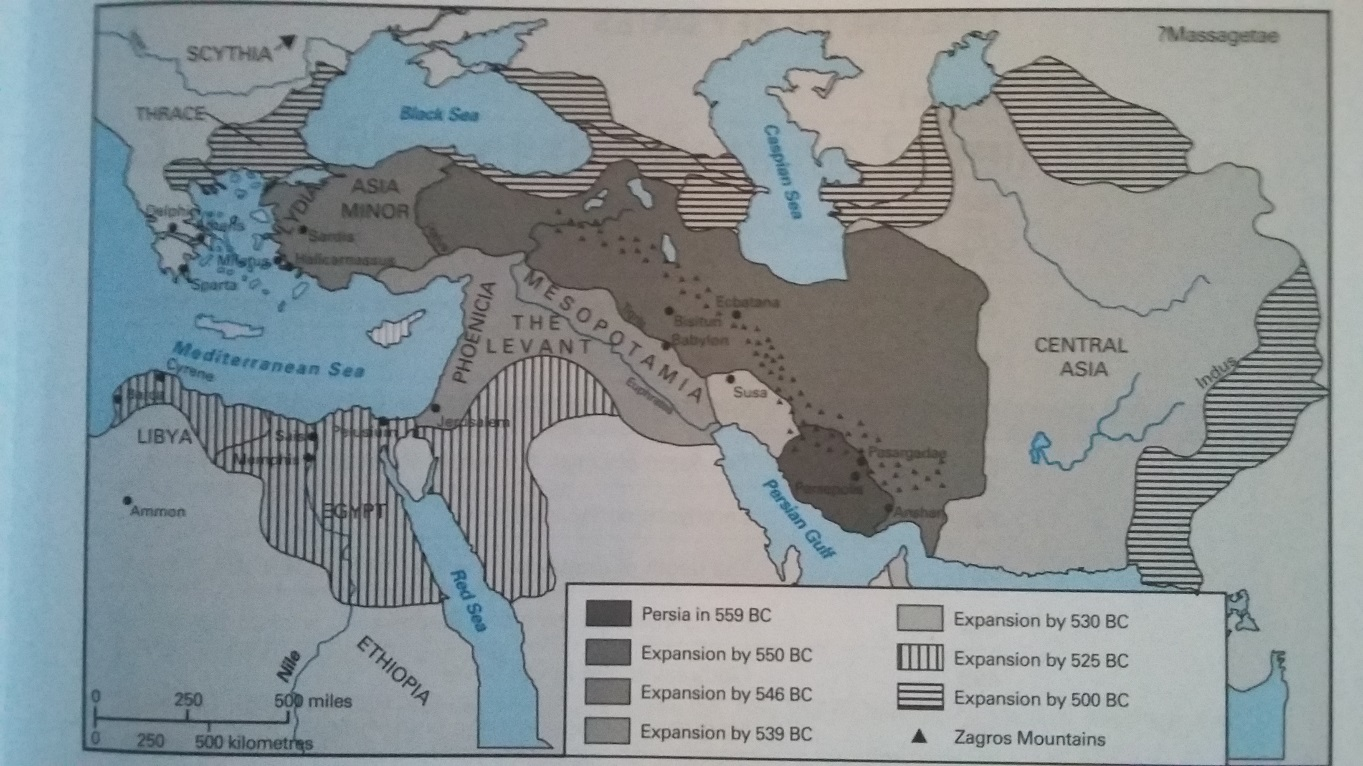 SCYTHIA
?Massagetae
THRACE
Black Sea
Caspian Sea
ASIA
MINOR
LYDIA
Delphi
Athens
Sardis
Miletus
Halicarnassus
Sparta
MESOPOTAMIA
PHOENICIA
THE
LEVANT
Ecbatana
Bisitun
Babylon
Mediterranean Sea
Cyrene
Barca
CENTRAL
ASIA
Indus
Euphrates
Susa
Jerusalem
LIBYA
Sais
Pelusium
Memphis
Pasargadae
Persepolis
Persian Gulf
Anshan
Ammon
EGYPT
Red Sea
Nile
ETHIOPIA
0 250 500 miles
0 250 500 kilometres
Persia in 559 BC
Expansion by 550 BC
Expansion by 546 BC
Expansion by 539 BC
Expansion by 530 BC
Expansion by 525 BC
Expansion by 500 BC
Zagros Mountains